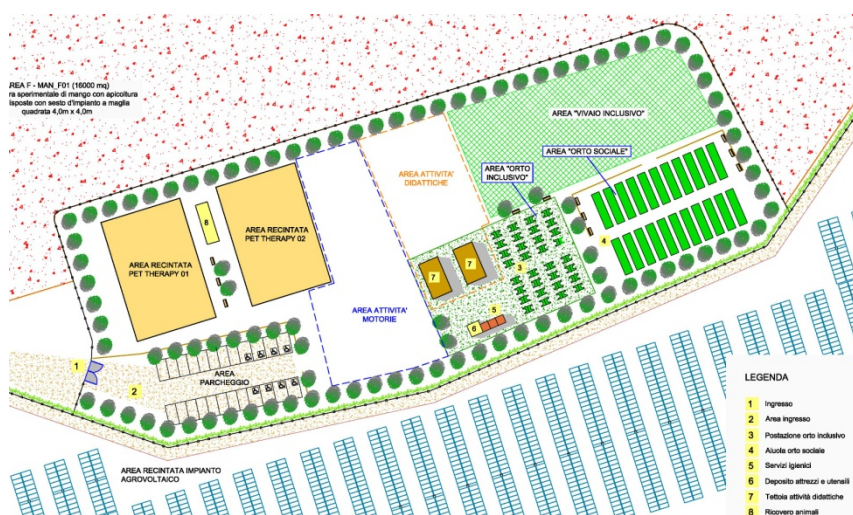 REA F - MAN_F01 (16000 mq)
ra sperimentale di mango con apicoltura
isposte con sesto d'impianto a maglia
quadrata 4,0m x 4,0m
AREA "VIVAIO INCLUSIVO"
AREA "ORTO SOCIALE"
AREA "ORTO
INCLUSIVO"
AREA ATTIVITA'
DIDATTICHE
AREA RECINTATA
PET THERAPY 02
8
AREA RECINTATA
PET THERAPY 01
4
3
7
7
5
6
AREA ATTIVITA'
MOTORIE
1
2
AREA
PARCHEGGIO
AREA RECINTATA IMPIANTO
AGROVOLTAICO
LEGENDA
1 Ingresso
2 Area ingresso
3 Postazione orto inclusivo
4 Aiuola orto sociale
5 Servizi igienici
6 Deposito attrezzi e utensili
7 Tettoia attività didattiche
8 Ricovero animali